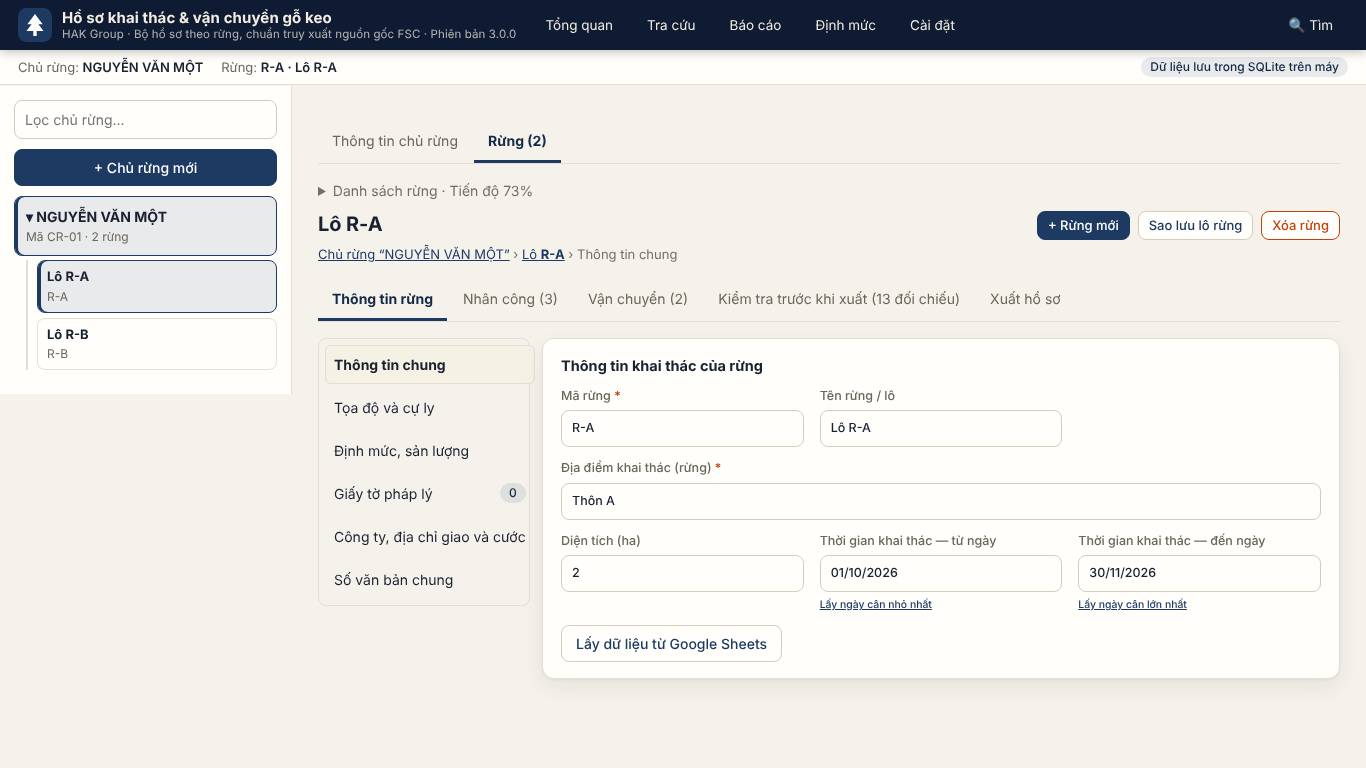 Hồ sơ khai thác & vận chuyển gỗ keo
HAK Group · Bộ hồ sơ theo rừng, chuẩn truy xuất nguồn gốc FSC · Phiên bản 3.0.0
Tổng quan
Tra cứu
Báo cáo
Định mức
Cài đặt
🔍 Tìm
Chủ rừng: NGUYỄN VĂN MỘT Rừng: R-A · Lô R-A
Dữ liệu lưu trong SQLite trên máy
Lọc chủ rừng...
+ Chủ rừng mới
▾ NGUYỄN VĂN MỘT
Mã CR-01 · 2 rừng
Lô R-A
R-A
Lô R-B
R-B
Thông tin chủ rừng
Rừng (2)
▶ Danh sách rừng · Tiến độ 73%
Lô R-A
+ Rừng mới
Sao lưu lô rừng
Xóa rừng
Chủ rừng “NGUYỄN VĂN MỘT” › Lô R-A › Thông tin chung
Thông tin rừng
Nhân công (3)
Vận chuyển (2)
Kiểm tra trước khi xuất (13 đối chiếu)
Xuất hồ sơ
Thông tin chung
Tọa độ và cự ly
Định mức, sản lượng
Giấy tờ pháp lý 0
Công ty, địa chỉ giao và cước
Số văn bản chung
Thông tin khai thác của rừng
Mã rừng *
Tên rừng / lô
R-A
Lô R-A
Địa điểm khai thác (rừng) *
Thôn A
Diện tích (ha)
Thời gian khai thác — từ ngày
Thời gian khai thác — đến ngày
2
01/10/2026
30/11/2026
Lấy ngày cân nhỏ nhất
Lấy ngày cân lớn nhất
Lấy dữ liệu từ Google Sheets